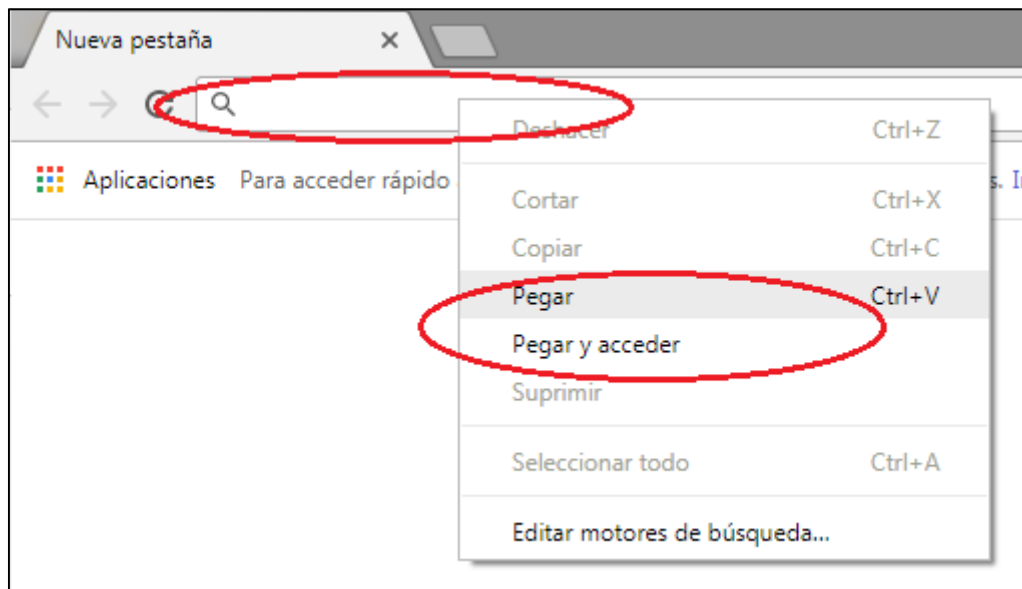 Nueva pestaña
Deshacer Ctrl+Z
Aplicaciones Para acceder rápido s. I
Cortar Ctrl+X
Copiar Ctrl+C
Pegar Ctrl+V
Pegar y acceder
Suprimir
Seleccionar todo Ctrl+A
Editar motores de búsqueda...